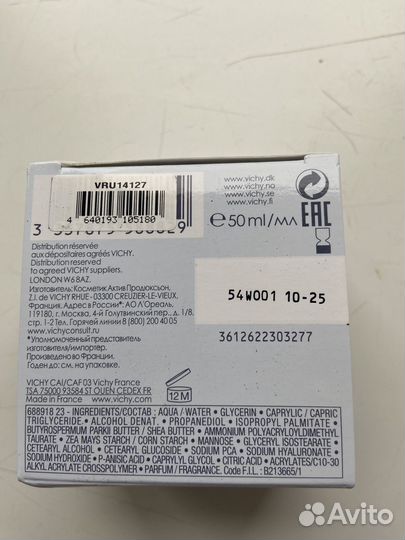 VRU14127
4 640193 105180
www.vichy.dk
www.vichy.no
www.vichy.se
www.vichy.fi
℮ 50 ml/мл
EAC
Distribution réservée
aux dépositaires agréés VICHY.
Distribution reserved
to agreed VICHY suppliers.
LONDON W6 8AZ.
Изготовитель: Косметик Актив Продюксьон,
Z.I. de VICHY RHUE - 03300 CREUZIER-LE-VIEUX,
Франция. Адрес в России*: АО Л'Ореаль,
119180, г. Москва, 4-й Голутвинский пер., д. 1/8,
стр. 1-2 Тел. Горячей линии 8 (800) 200 40 05
www.vichyconsult.ru
*Уполномоченный представитель
изготовителя/импортер.
Произведено во Франции.
Годен до: см. на упаковке.
54W001 10-25
3612622303277
VICHY CAI/CAF 03 Vichy France
TSA 75000 93584 ST OUEN CEDEX FR
Made in France
12 M
688918 23 - INGREDIENTS/СОСТАВ : AQUA / WATER • GLYCERIN • CAPRYLIC / CAPRIC
TRIGLYCERIDE • ALCOHOL DENAT. • PROPANEDIOL • ISOPROPYL PALMITATE •
BUTYROSPERMUM PARKII BUTTER / SHEA BUTTER • AMMONIUM POLYACRYLOYLDIMETHYL
TAURATE • ZEA MAYS STARCH / CORN STARCH • MANNOSE • GLYCERYL ISOSTEARATE •
CETEARYL ALCOHOL • CETEARYL GLUCOSIDE • SODIUM PCA • SODIUM HYALURONATE •
SODIUM HYDROXIDE • P-ANISIC ACID • CAPRYLYL GLYCOL • CITRIC ACID • ACRYLATES/C10-30
ALKYL ACRYLATE CROSSPOLYMER • PARFUM / FRAGRANCE. Code F.I.L. : B213665/1
Avito